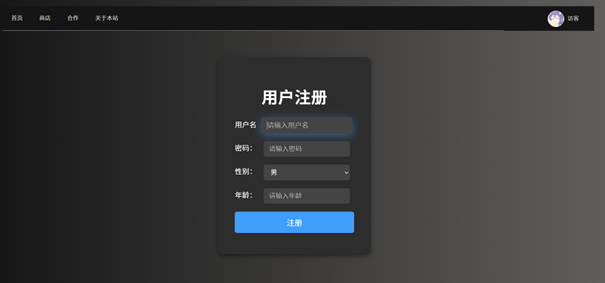 首页 商店 合作 关于本站 访客
用户注册
用户名 请输入用户名
密码： 请输入密码
性别： 男
年龄： 请输入年龄
注册